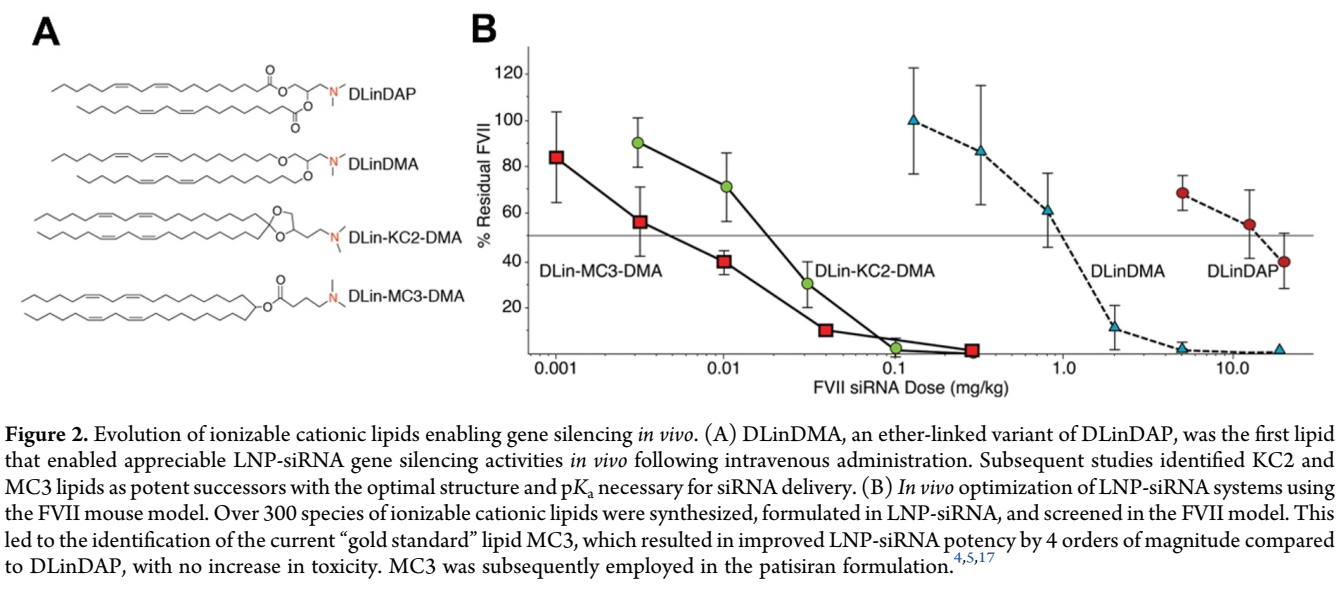 A
DLinDAP
DLinDMA
DLin-KC2-DMA
DLin-MC3-DMA
O
O
O
O
N
O
O
N
O
O
N
O
O
N
B
% Residual FVII
120
100
80
60
40
20
DLin-MC3-DMA
DLin-KC2-DMA
DLinDMA
DLinDAP
0.001
0.01
0.1
1.0
10.0
FVII siRNA Dose (mg/kg)
Figure 2. Evolution of ionizable cationic lipids enabling gene silencing in vivo. (A) DLinDMA, an ether-linked variant of DLinDAP, was the first lipid
that enabled appreciable LNP-siRNA gene silencing activities in vivo following intravenous administration. Subsequent studies identified KC2 and
MC3 lipids as potent successors with the optimal structure and pKa necessary for siRNA delivery. (B) In vivo optimization of LNP-siRNA systems using
the FVII mouse model. Over 300 species of ionizable cationic lipids were synthesized, formulated in LNP-siRNA, and screened in the FVII model. This
led to the identification of the current “gold standard” lipid MC3, which resulted in improved LNP-siRNA potency by 4 orders of magnitude compared
to DLinDAP, with no increase in toxicity. MC3 was subsequently employed in the patisiran formulation.4,5,17